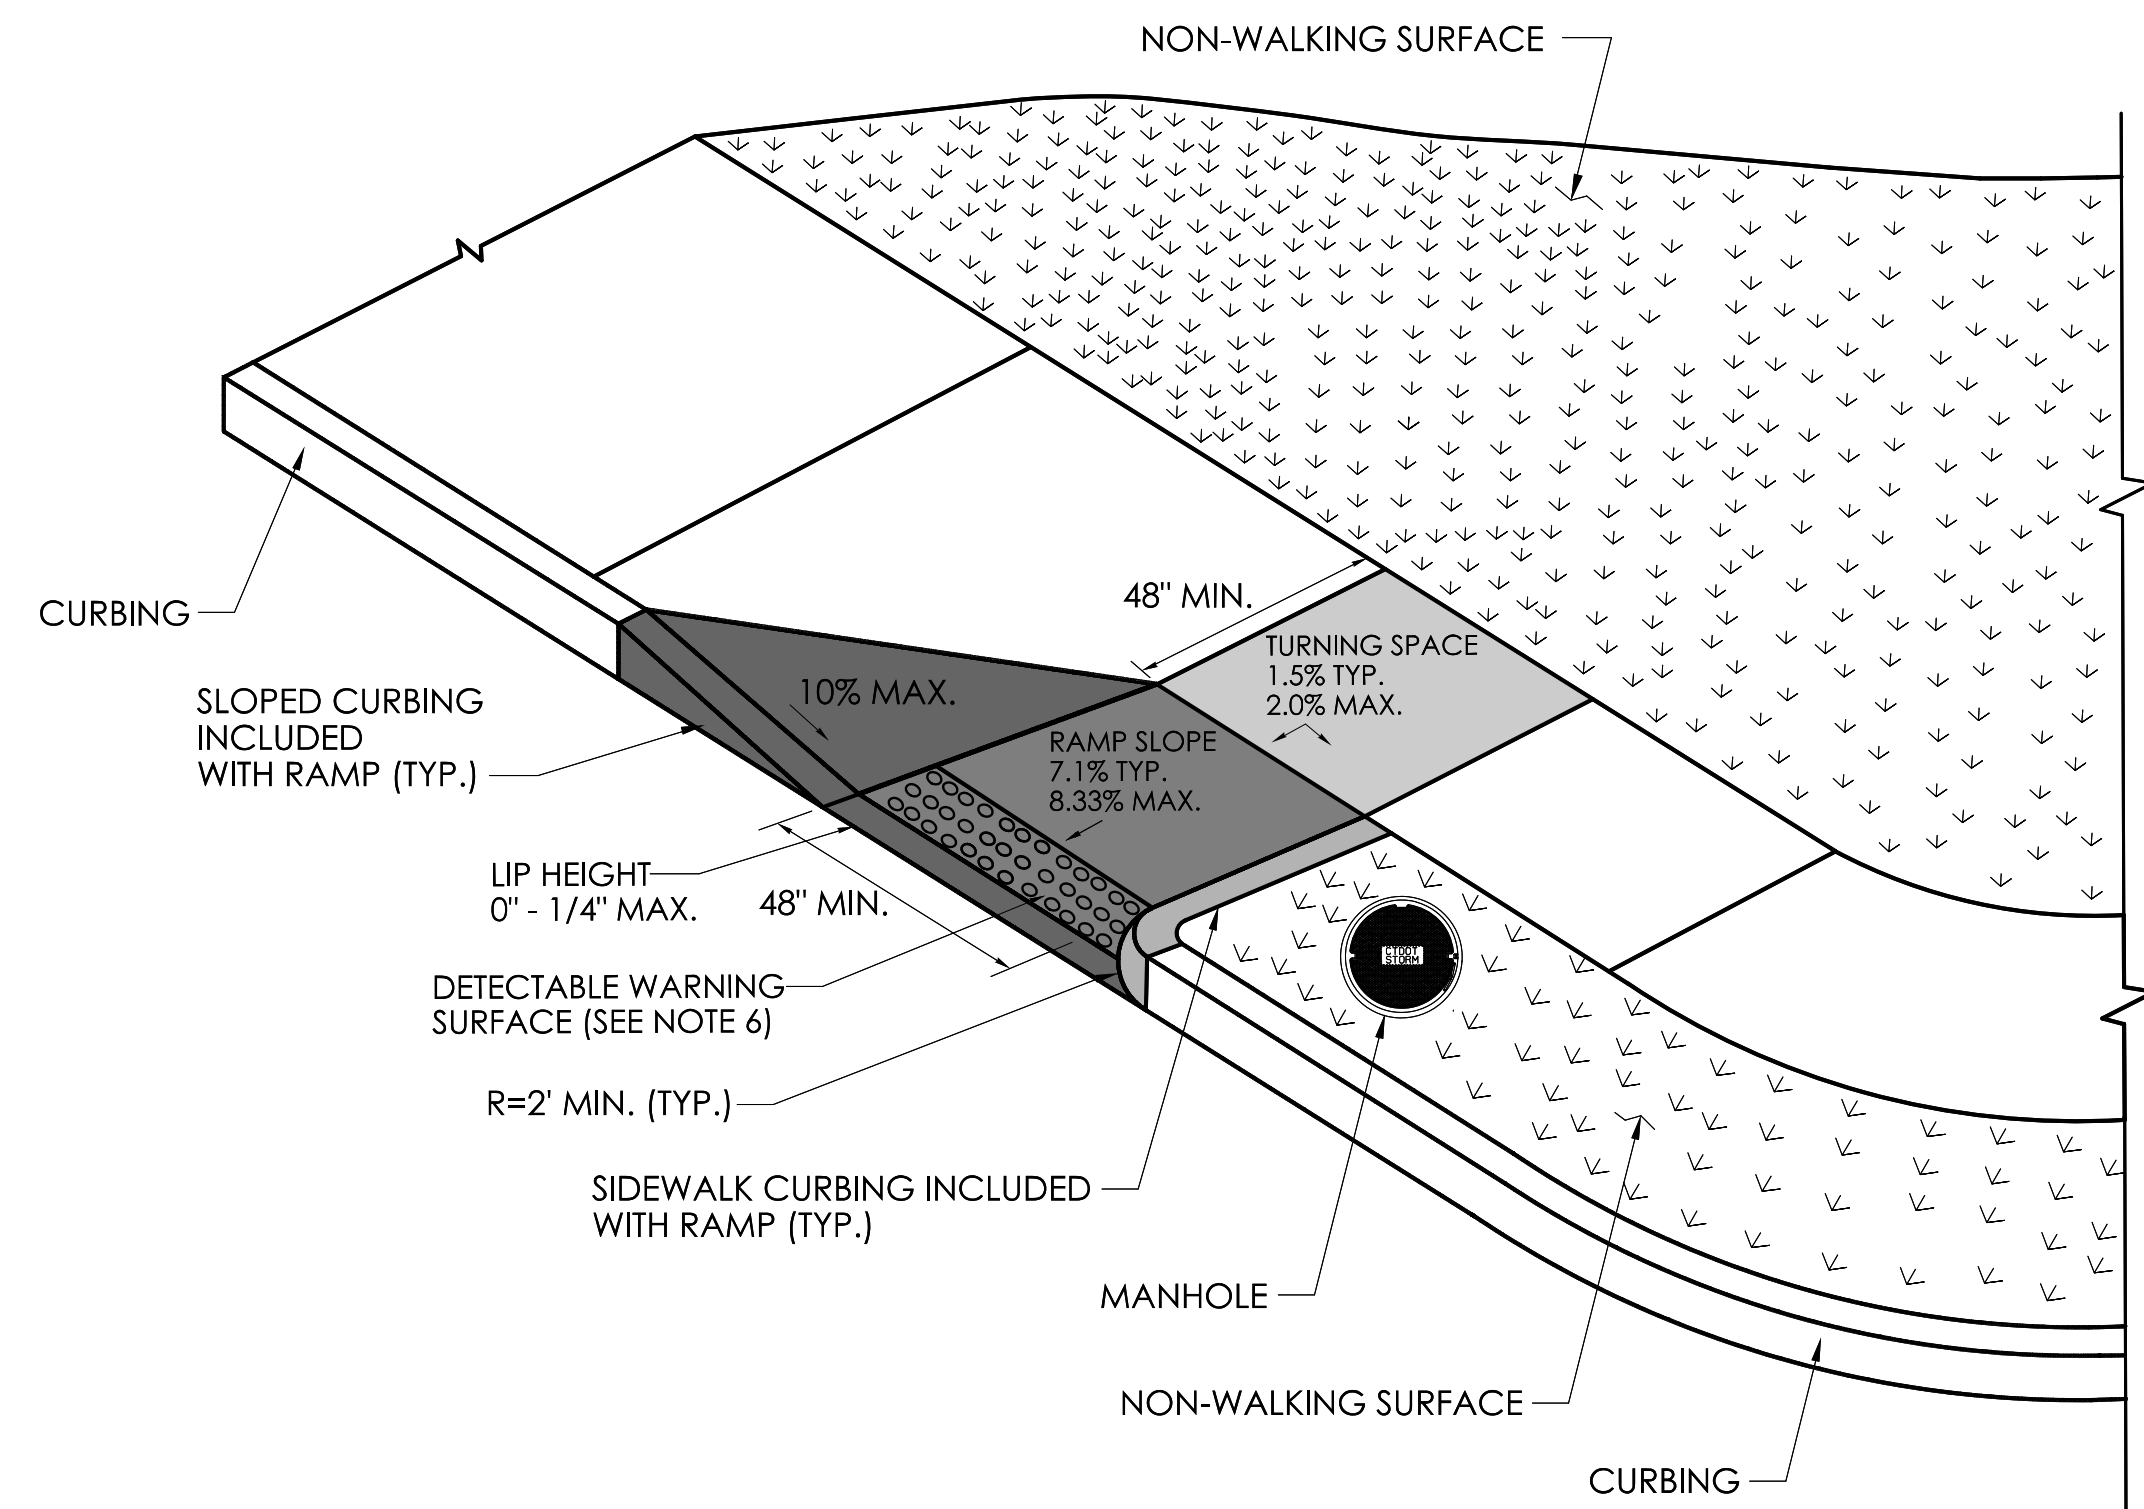 NON-WALKING SURFACE
CURBING
48" MIN.
TURNING SPACE
1.5% TYP.
2.0% MAX.
10% MAX.
SLOPED CURBING
INCLUDED
WITH RAMP (TYP.)
RAMP SLOPE
7.1% TYP.
8.33% MAX.
LIP HEIGHT
0" - 1/4" MAX.
48" MIN.
CTDOT
STORM
DETECTABLE WARNING
SURFACE (SEE NOTE 6)
R=2' MIN. (TYP.)
SIDEWALK CURBING INCLUDED
WITH RAMP (TYP.)
MANHOLE
NON-WALKING SURFACE
CURBING